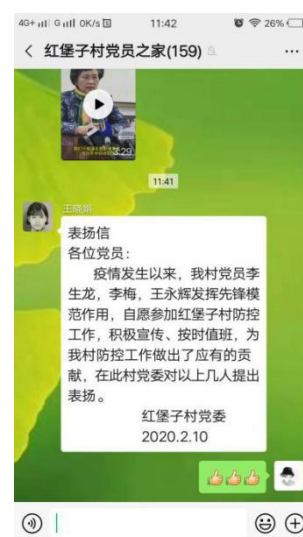 4G+ G 0K/s 11:42 26%
红堡子村党员之家(159)
3:29
11:41
王晓娟
表扬信
各位党员：
疫情发生以来，我村党员李
生龙，李梅，王永辉发挥先锋模
范作用，自愿参加红堡子村防控
工作，积极宣传、按时值班，为
我村防控工作做出了应有的贡
献，在此村党委对以上几人提出
表扬。
红堡子村党委
2020.2.10